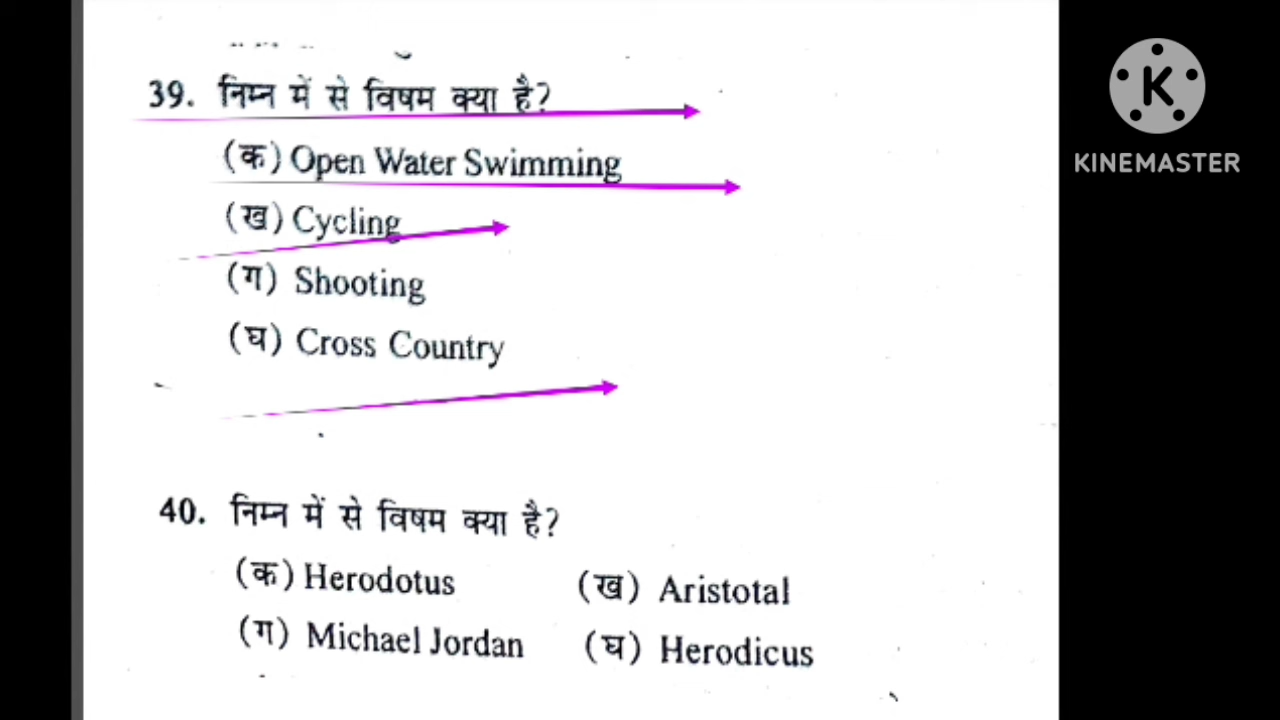 39. निम्न में से विषम क्या है?
(क) Open Water Swimming
(ख) Cycling
(ग) Shooting
(घ) Cross Country
40. निम्न में से विषम क्या है?
(क) Herodotus (ख) Aristotal
(ग) Michael Jordan (घ) Herodicus
K
KINEMASTER